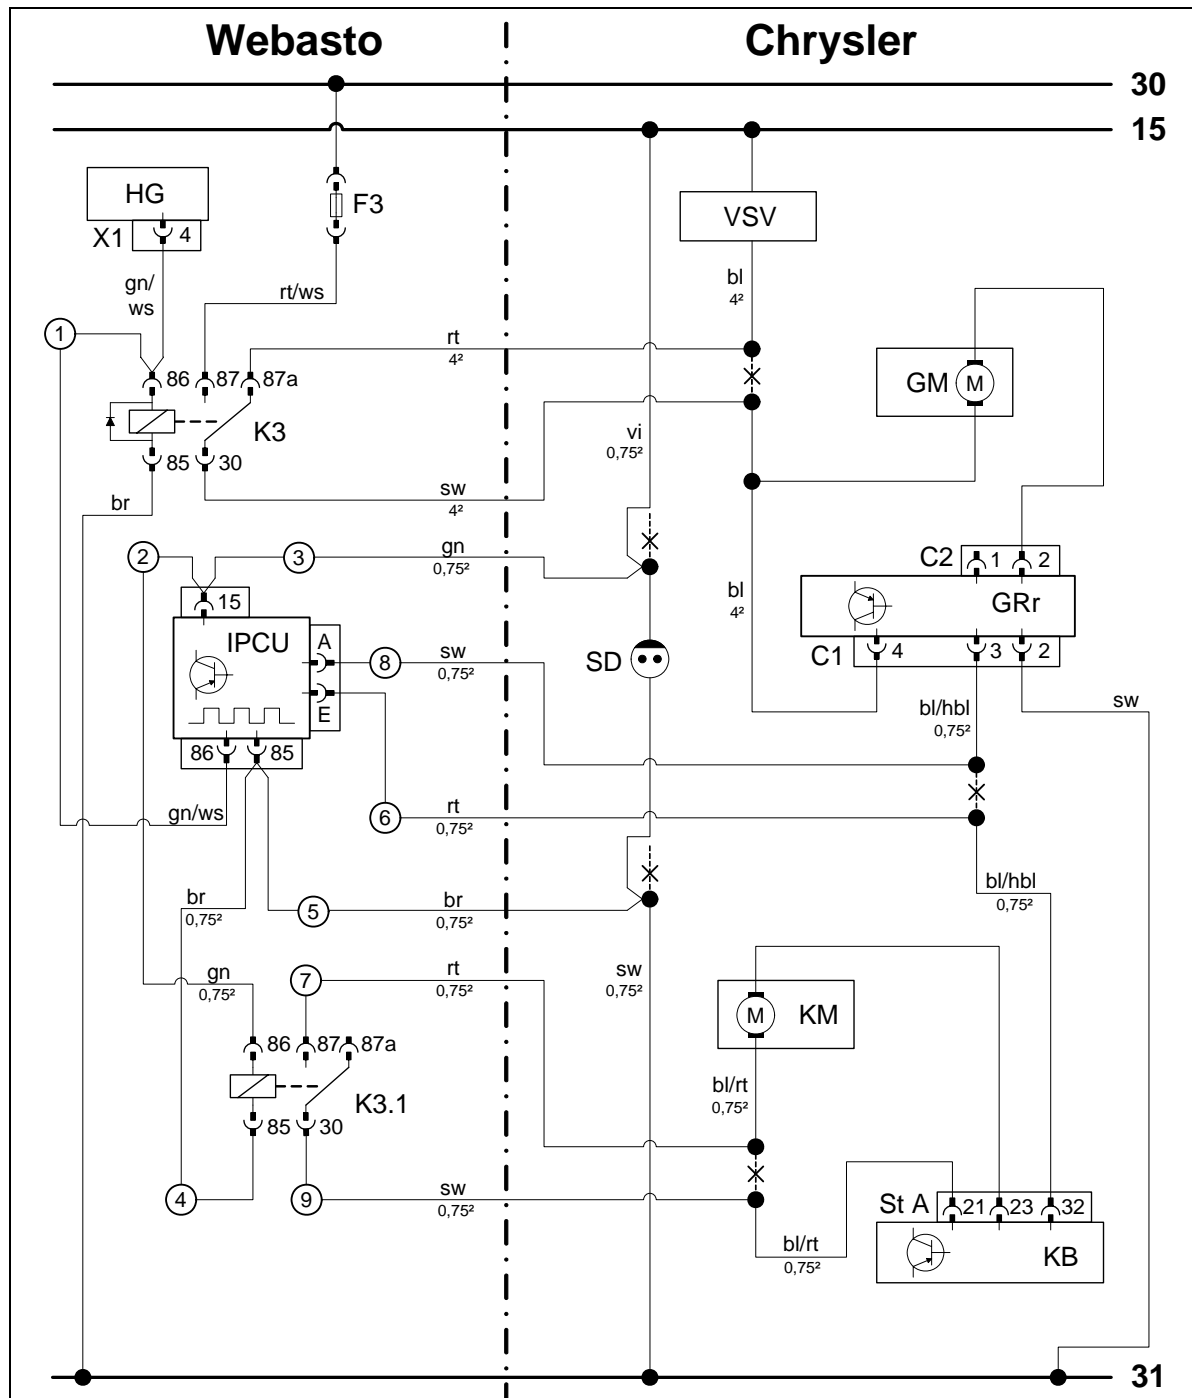 Webasto
Chrysler
30
15
HG
F3
VSV
X1 4
gn/
ws
rt/ws
bl
4²
1
rt
4²
86 87 87a
GM M
K3
vi
0,75²
85 30
br
sw
4²
2
3
gn
0,75²
C2 1 2
bl
4²
15
GRr
IPCU
A
8
sw
0,75²
SD
C1 4 3 2
E
bl/hbl
0,75²
sw
86 85
gn/ws
6
rt
0,75²
br
0,75²
5
br
0,75²
bl/hbl
0,75²
gn
0,75²
7
rt
0,75²
sw
0,75²
M KM
86 87 87a
bl/rt
0,75²
K3.1
85 30
4
9
sw
0,75²
St A 21 23 32
bl/rt
0,75²
KB
31